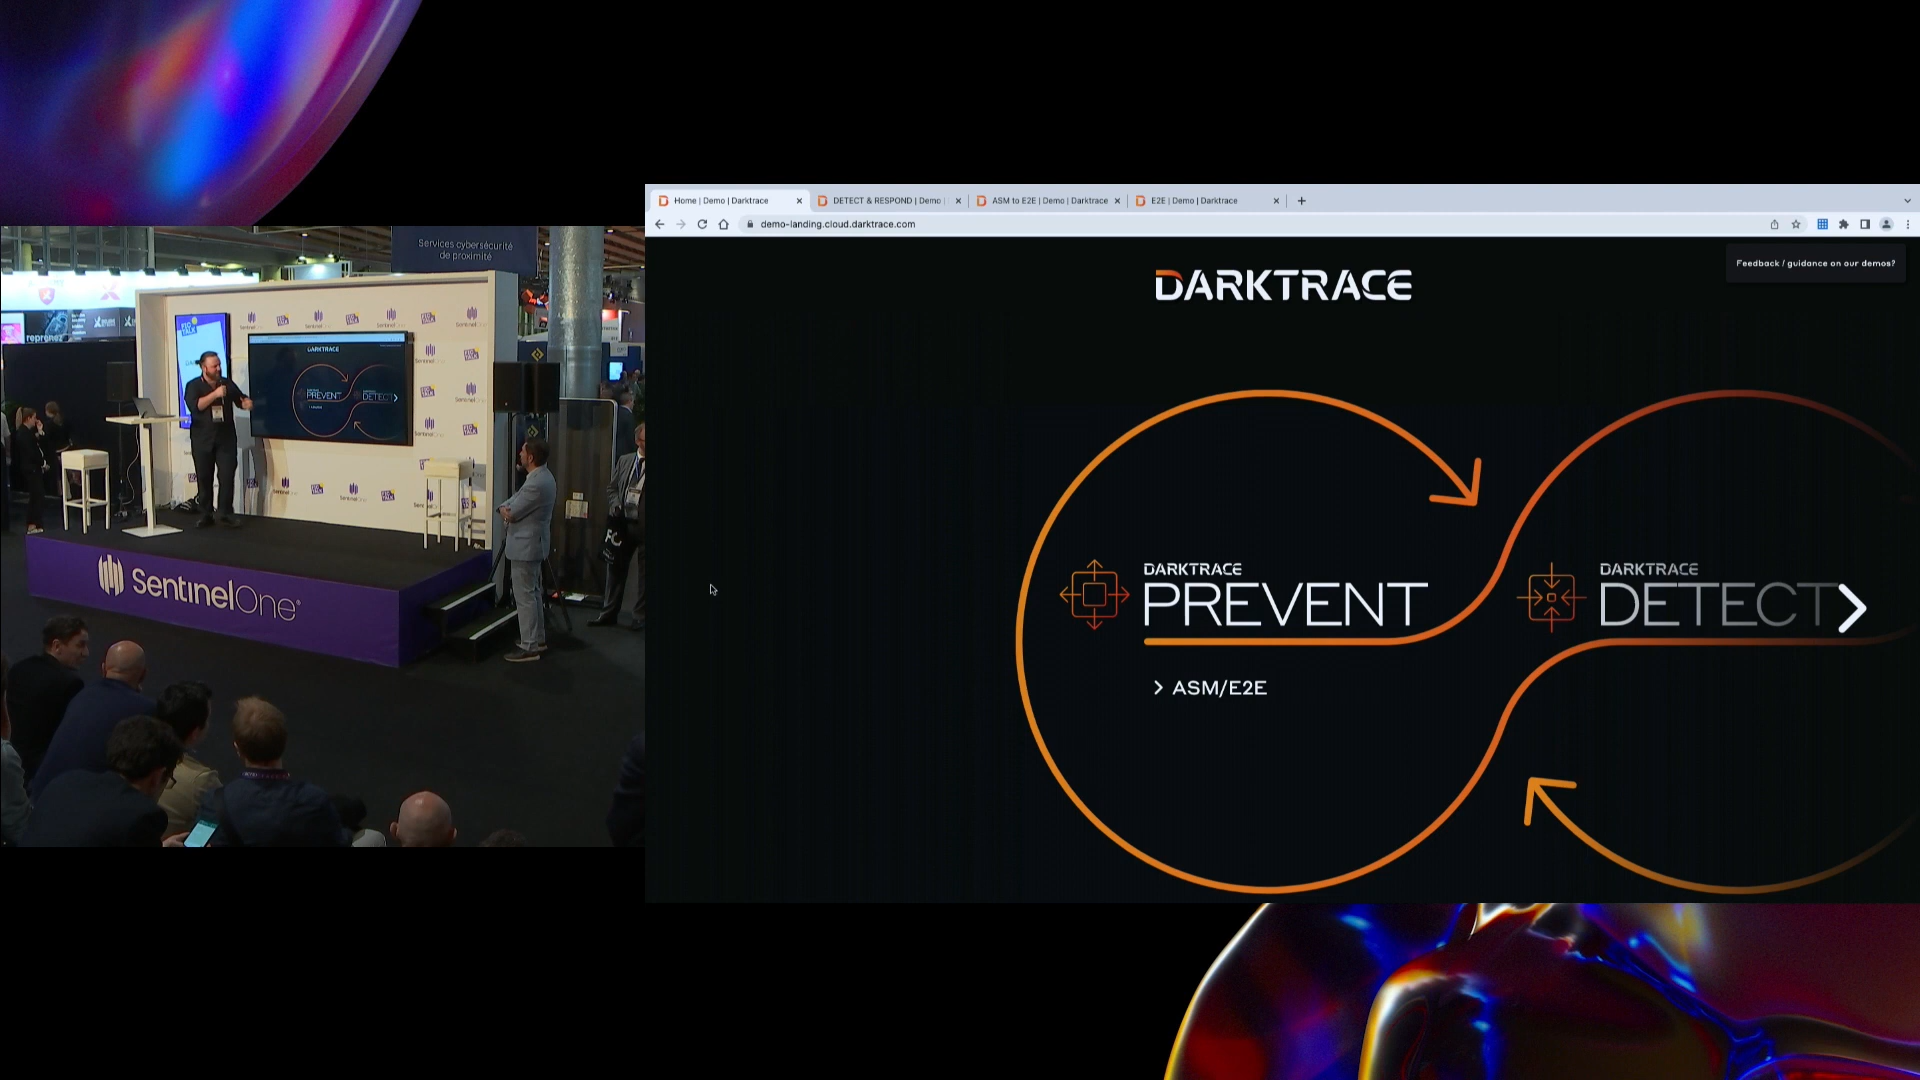 Home | Demo | Darktrace
DETECT & RESPOND | Demo |
ASM to E2E | Demo | Darktrace
E2E | Demo | Darktrace
demo-landing.cloud.darktrace.com
Feedback / guidance on our demos?
DARKTRACE
DARKTRACE
PREVENT
> ASM/E2E
DARKTRACE
DETECT
Services cybersécurité
de proximité
DARKTRACE
PREVENT
DETECT
SentinelOne